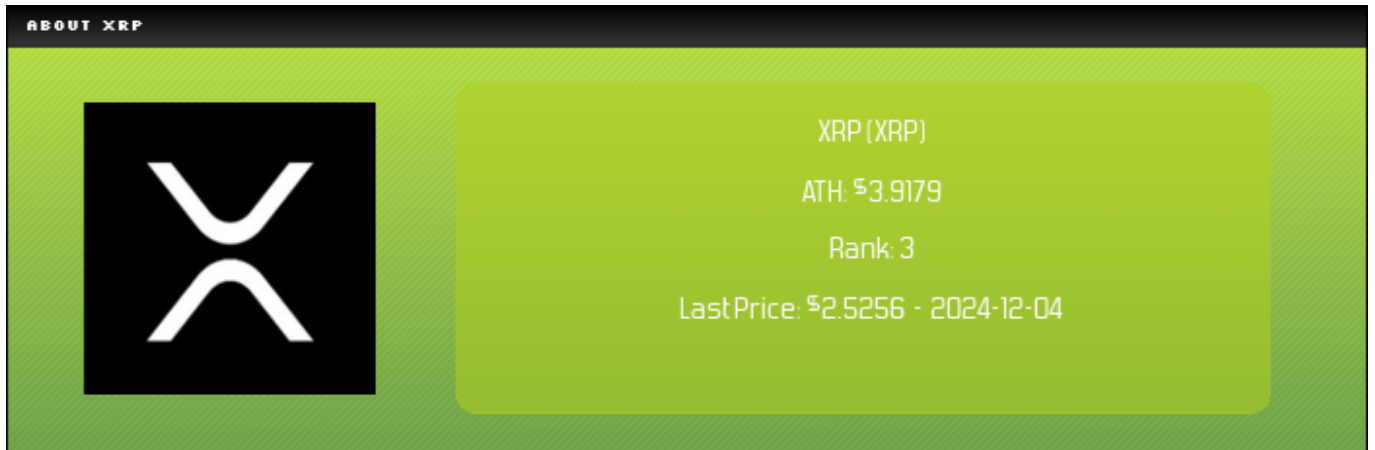 ABOUT XRP
XRP (XRP)
ATH: $3.9179
Rank: 3
Last Price: $2.5256 - 2024-12-04